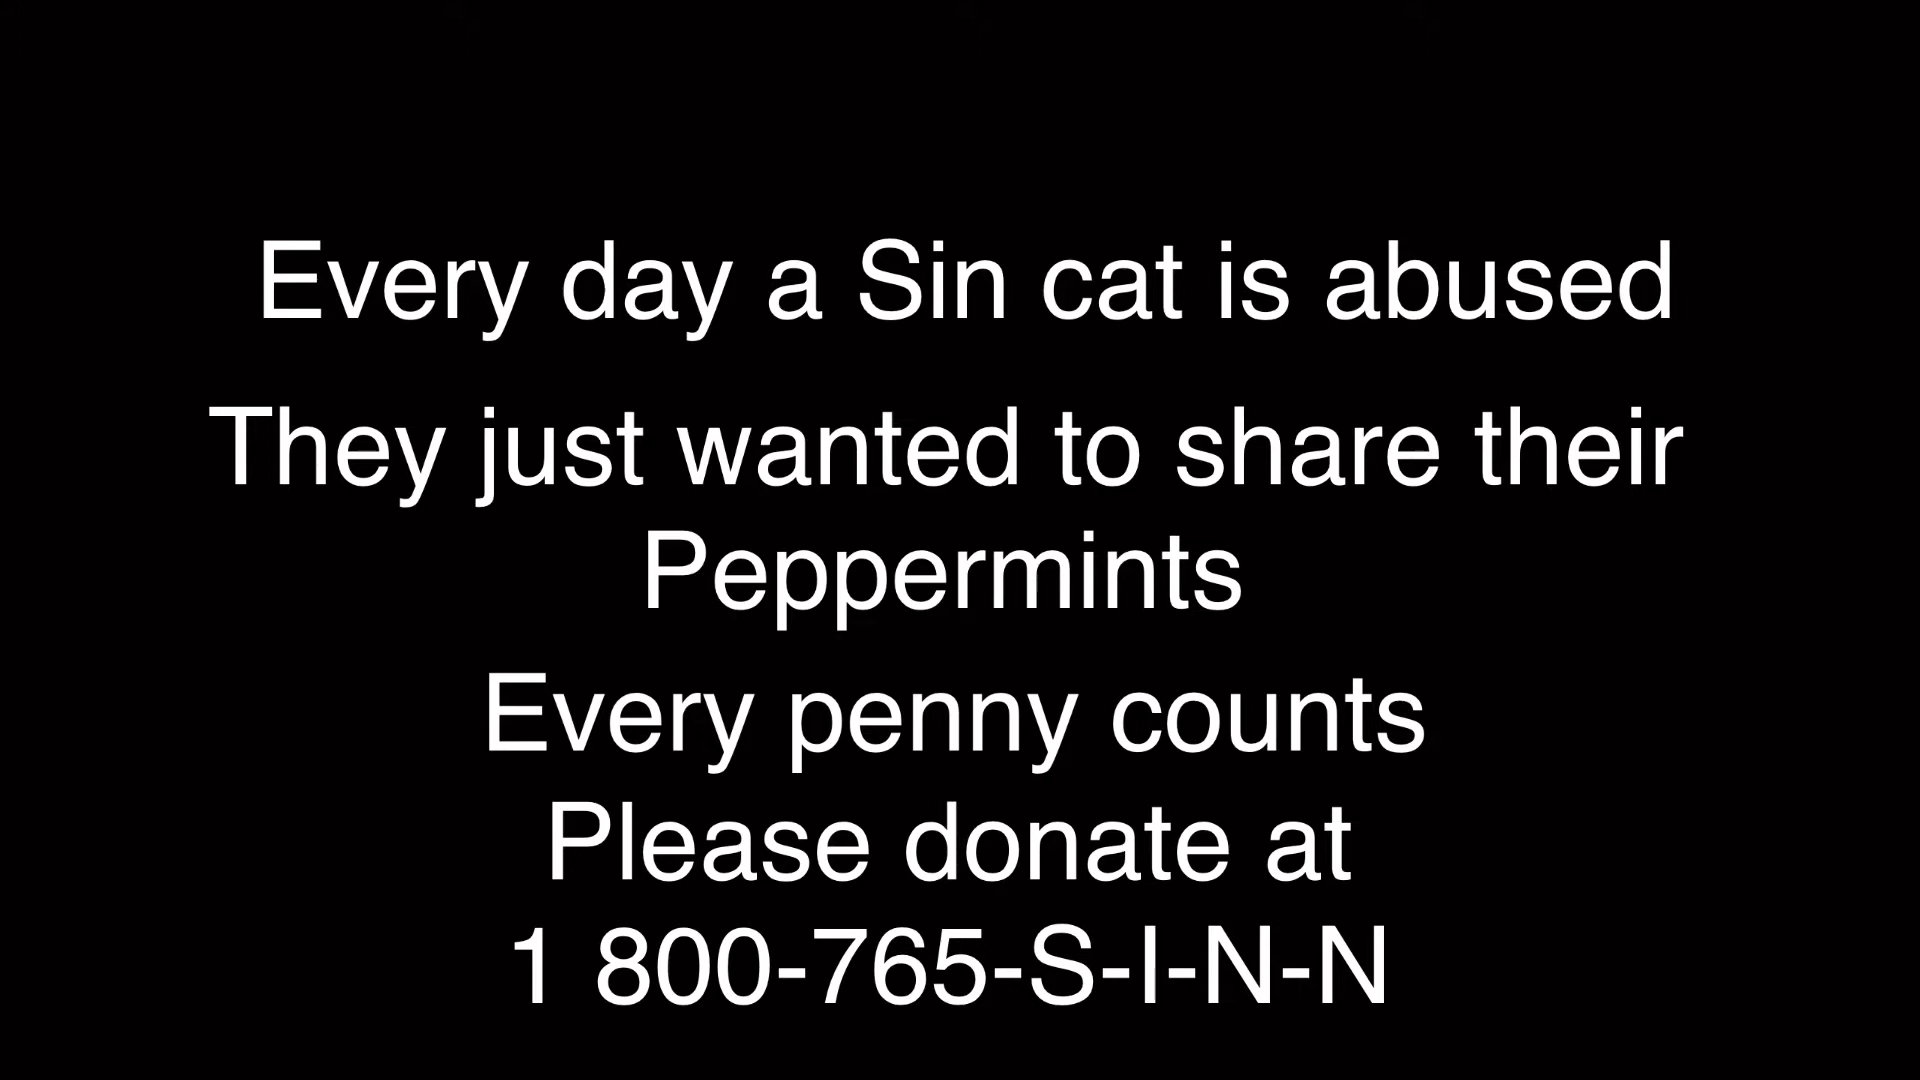 Every day a Sin cat is abused
They just wanted to share their
Peppermints
Every penny counts
Please donate at
1 800-765-S-I-N-N